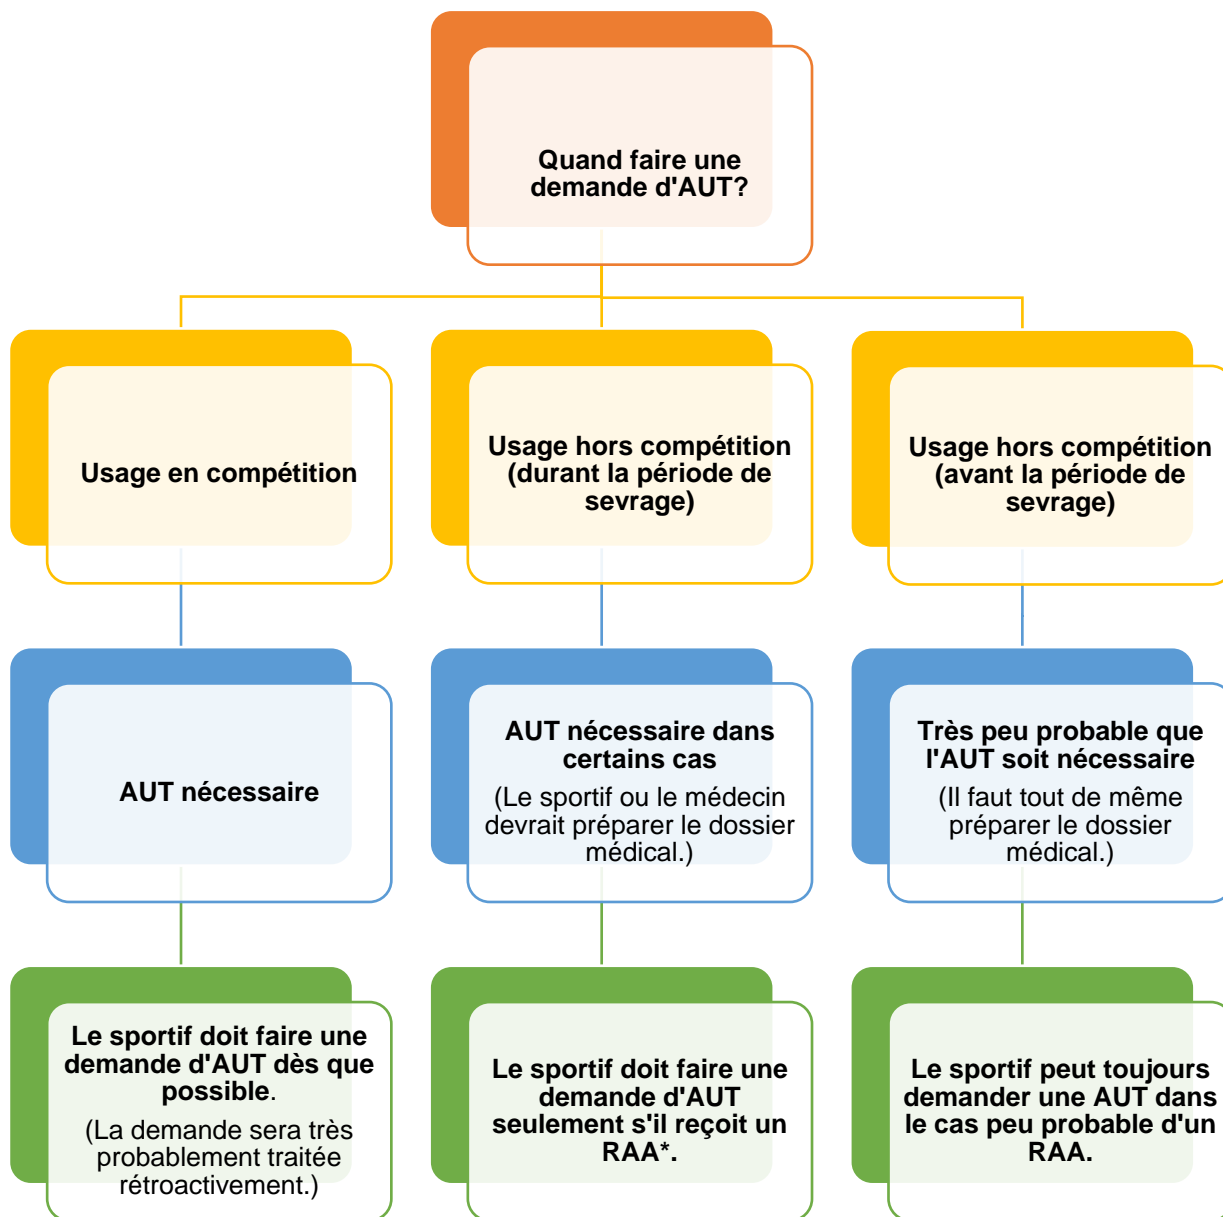 Quand faire une
demande d'AUT?
Usage en compétition
Usage hors compétition
(durant la période de
sevrage)
Usage hors compétition
(avant la période de
sevrage)
AUT nécessaire
AUT nécessaire dans
certains cas
(Le sportif ou le médecin
devrait préparer le dossier
médical.)
Très peu probable que
l'AUT soit nécessaire
(Il faut tout de même
préparer le dossier
médical.)
Le sportif doit faire une
demande d'AUT dès que
possible.
(La demande sera très
probablement traitée
rétroactivement.)
Le sportif doit faire une
demande d'AUT
seulement s'il reçoit un
RAA*.
Le sportif peut toujours
demander une AUT dans
le cas peu probable d'un
RAA.